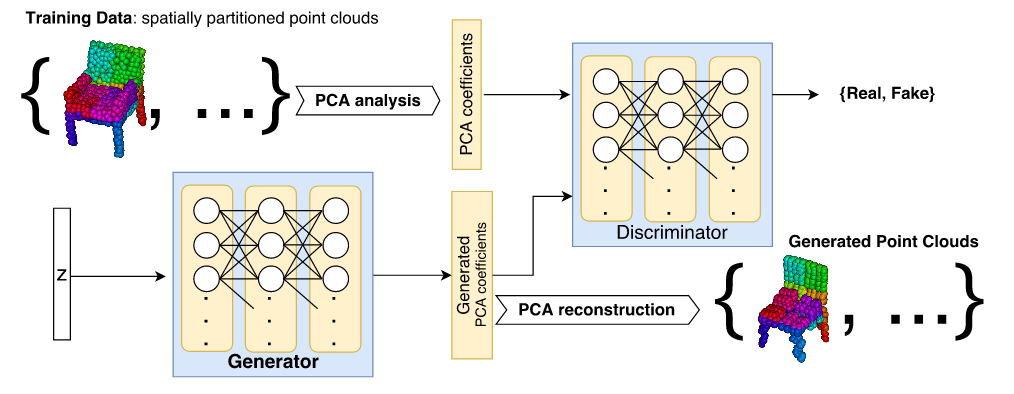 Training Data: spatially partitioned point clouds
{ , ... }
PCA analysis
PCA coefficients
{Real, Fake}
Discriminator
z
Generator
Generated
PCA coefficients
PCA reconstruction
Generated Point Clouds
{ , ... }